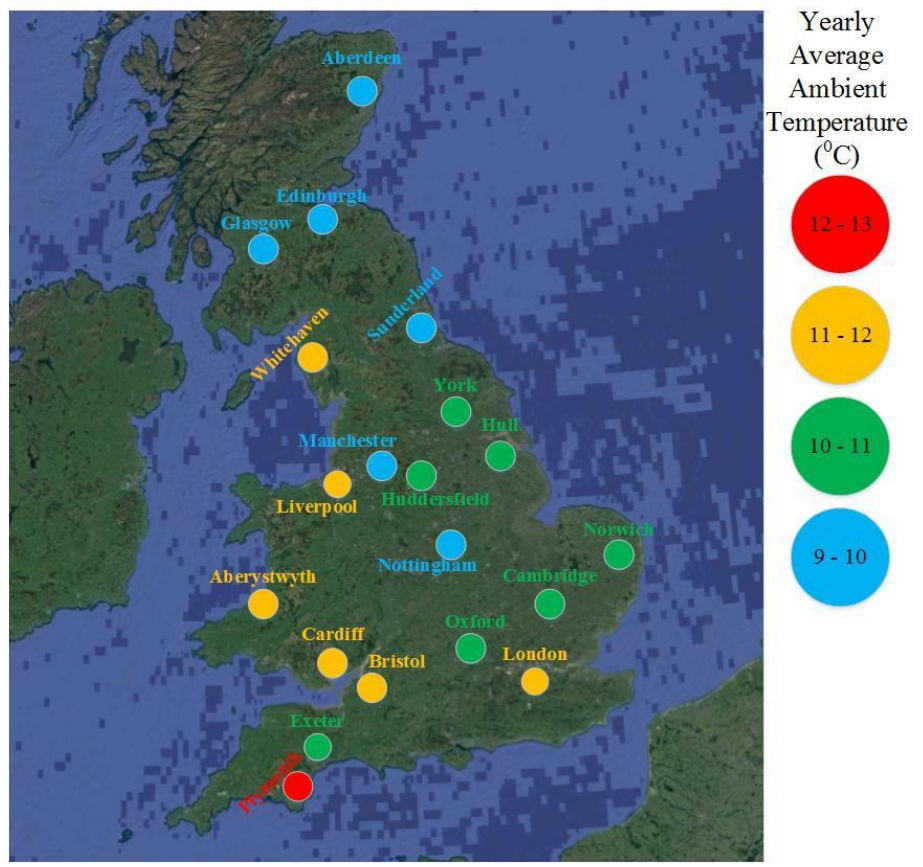 Yearly
Average
Ambient
Temperature
(⁰C)
12 - 13
11 - 12
10 - 11
9 - 10
Aberdeen
Edinburgh
Glasgow
Sunderland
Whitehaven
York
Hull
Manchester
Huddersfield
Liverpool
Norwich
Nottingham
Cambridge
Aberystwyth
Oxford
Cardiff
London
Bristol
Exeter
Plymouth